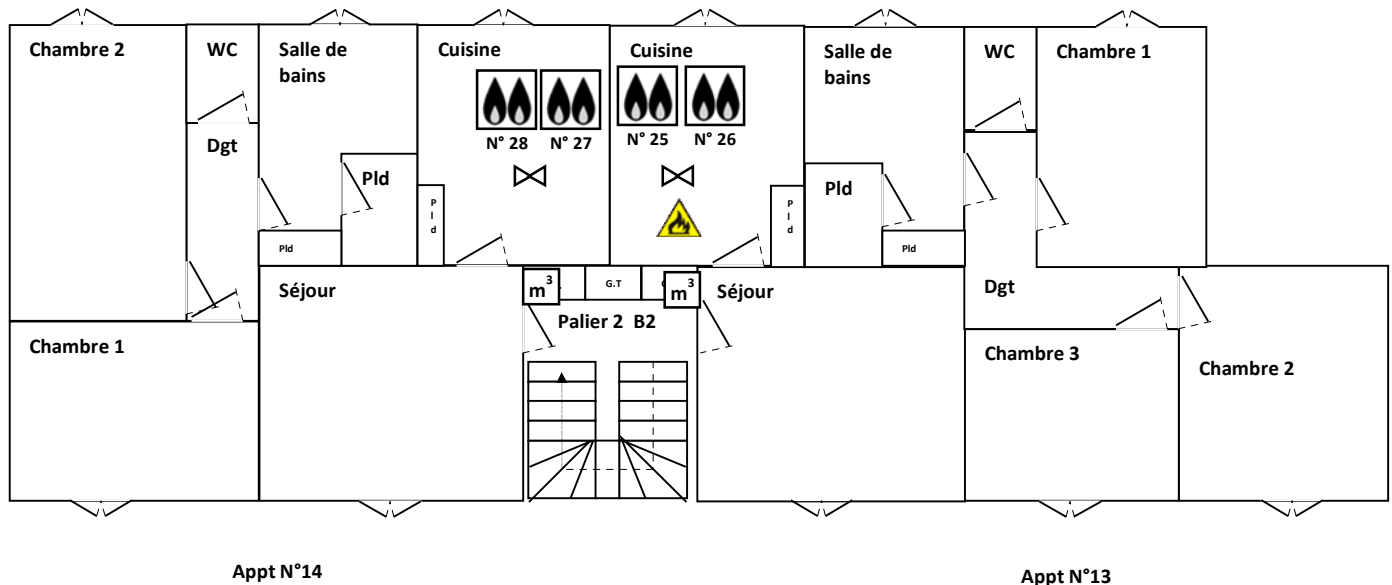 Chambre 2
WC
Salle de
bains
Cuisine
Cuisine
Salle de
bains
WC
Chambre 1
N° 28
N° 27
N° 25
N° 26
Dgt
Pld
Pld
Pld
Pld
Pld
Pld
Séjour
m³
G.T
m³
Séjour
Dgt
Palier 2 B2
Chambre 1
Chambre 3
Chambre 2
Appt N°14
Appt N°13